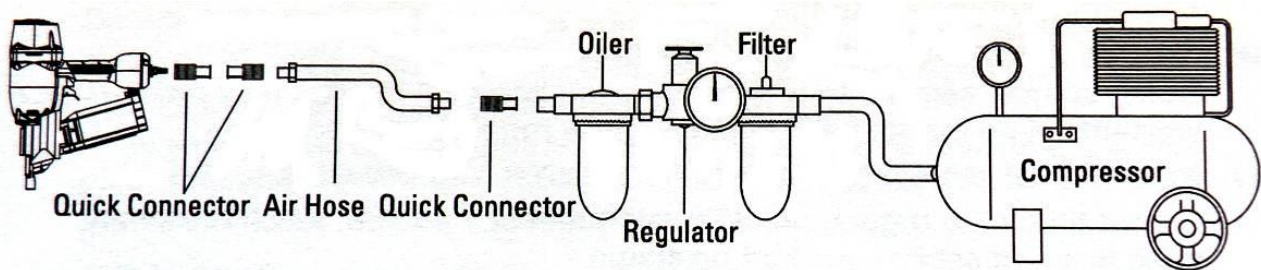 Oiler Filter
Compressor
Quick Connector Air Hose Quick Connector
Regulator